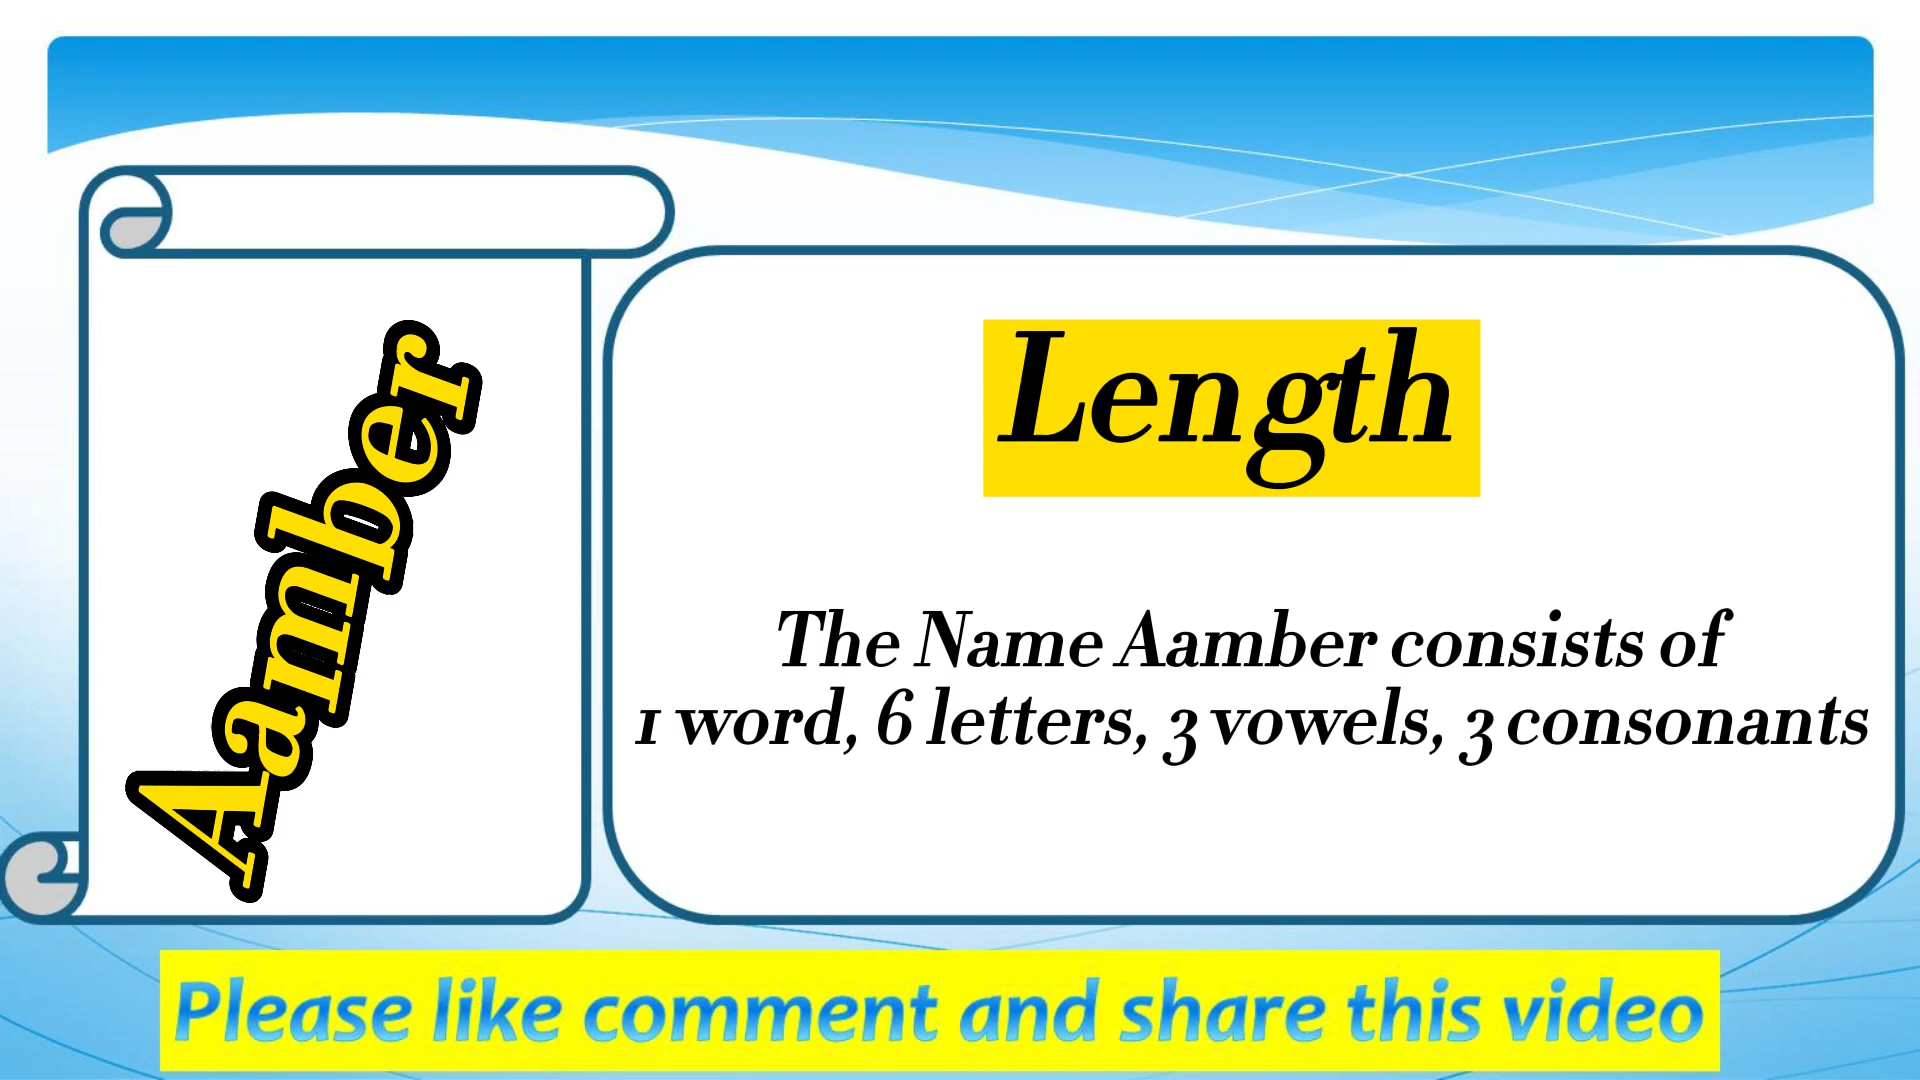 Aamber
Length
The Name Aamber consists of
1 word, 6 letters, 3 vowels, 3 consonants
Please like comment and share this video